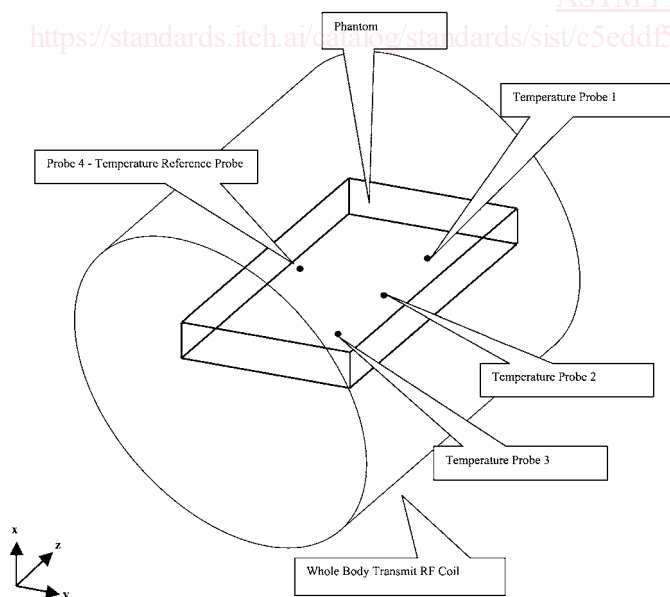 https://standards.iteh.ai/catalog/standards/sist/c5eddf5
Phantom
Temperature Probe 1
Probe 4 - Temperature Reference Probe
Temperature Probe 2
Temperature Probe 3
Whole Body Transmit RF Coil
x
z
y